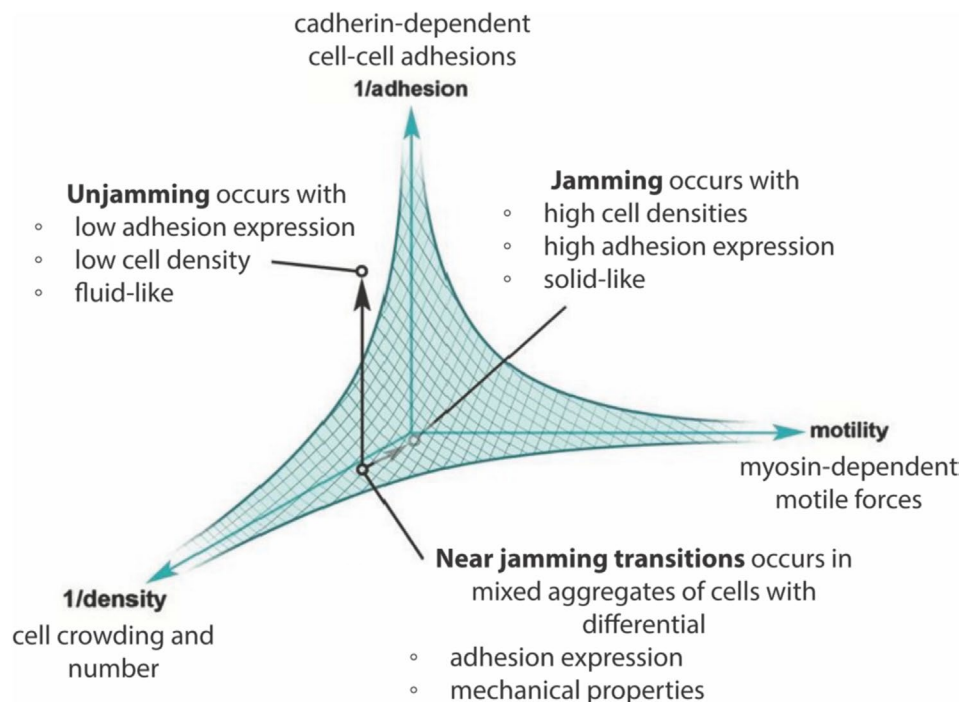 cadherin-dependent
cell-cell adhesions
1/adhesion
Unjamming occurs with
◦ low adhesion expression
◦ low cell density
◦ fluid-like
Jamming occurs with
◦ high cell densities
◦ high adhesion expression
◦ solid-like
motility
myosin-dependent
motile forces
1/density
cell crowding and
number
Near jamming transitions occurs in
mixed aggregates of cells with
differential
◦ adhesion expression
◦ mechanical properties